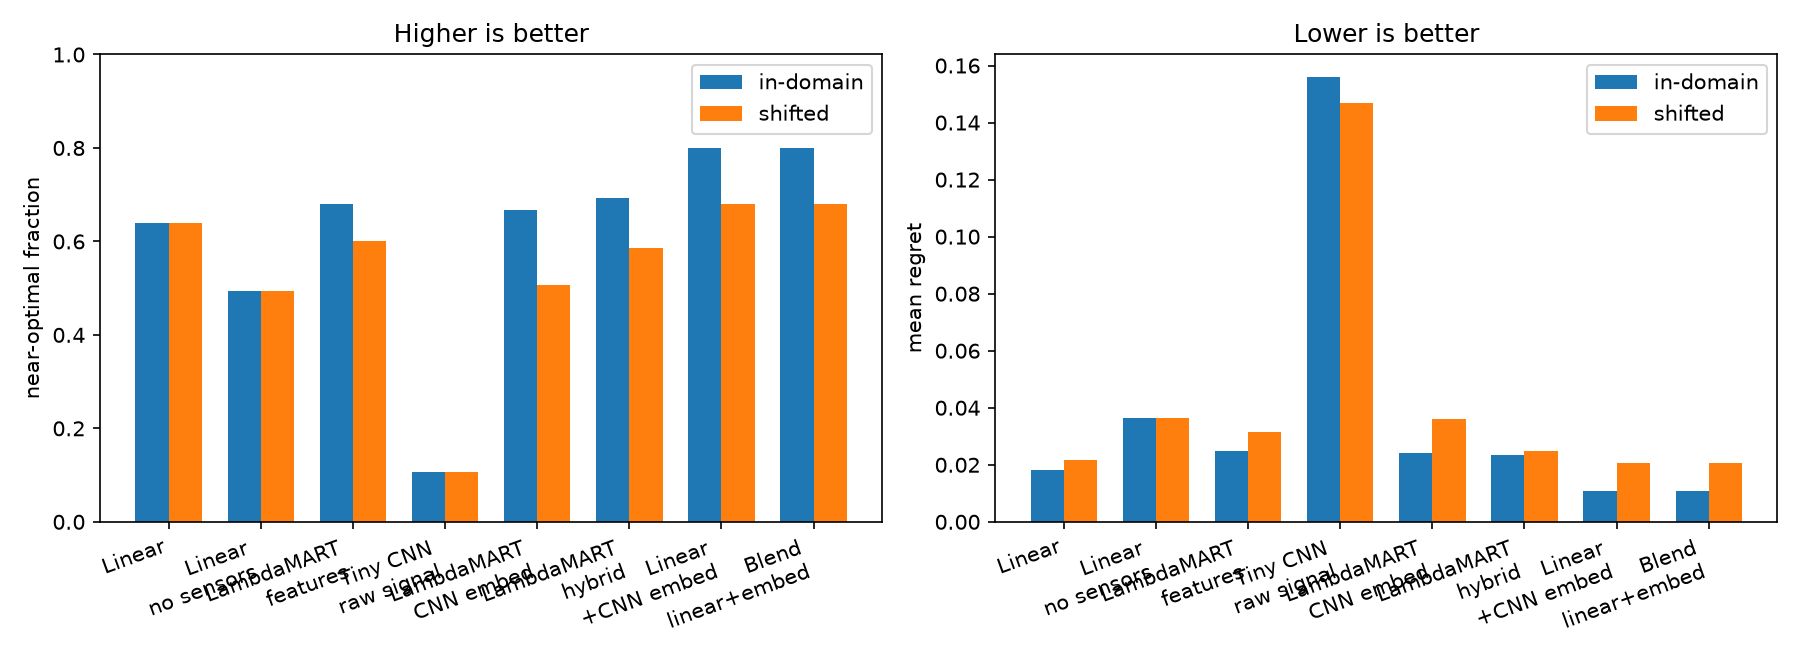 Higher is better
near-optimal fraction
1.0
0.8
0.6
0.4
0.2
0.0
in-domain
shifted
Linear
Linear
no sensors
LambdaMART
features
Tiny CNN
raw signal
LambdaMART
CNN embed
LambdaMART
hybrid
Linear
+CNN embed
Blend
linear+embed
Lower is better
mean regret
0.16
0.14
0.12
0.10
0.08
0.06
0.04
0.02
0.00
in-domain
shifted
Linear
Linear
no sensors
LambdaMART
features
Tiny CNN
raw signal
LambdaMART
CNN embed
LambdaMART
hybrid
Linear
+CNN embed
Blend
linear+embed